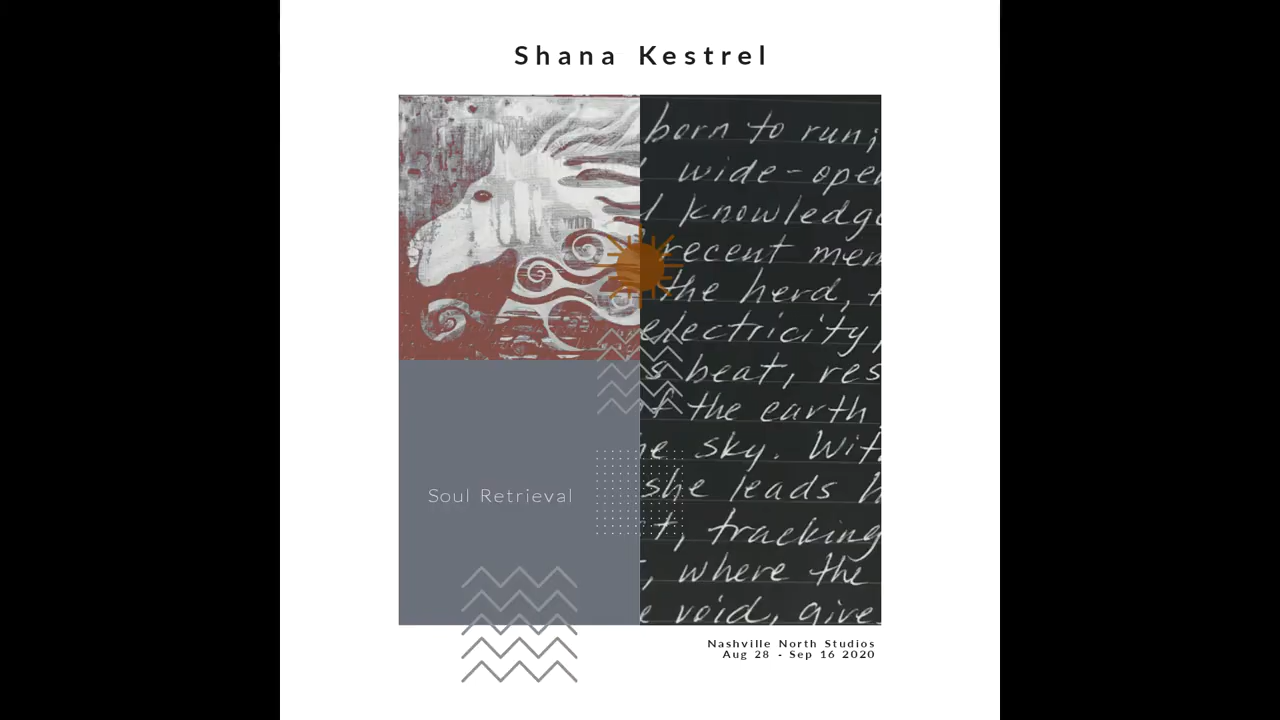 Shana Kestrel
born to run;
wide-open
knowledge
recent mem
the herd, t
electricity,
s beat, res
f the earth
he sky. With
she leads h
t, tracking
, where the
e void, give
Soul Retrieval
Nashville North Studios
Aug 28 - Sep 16 2020